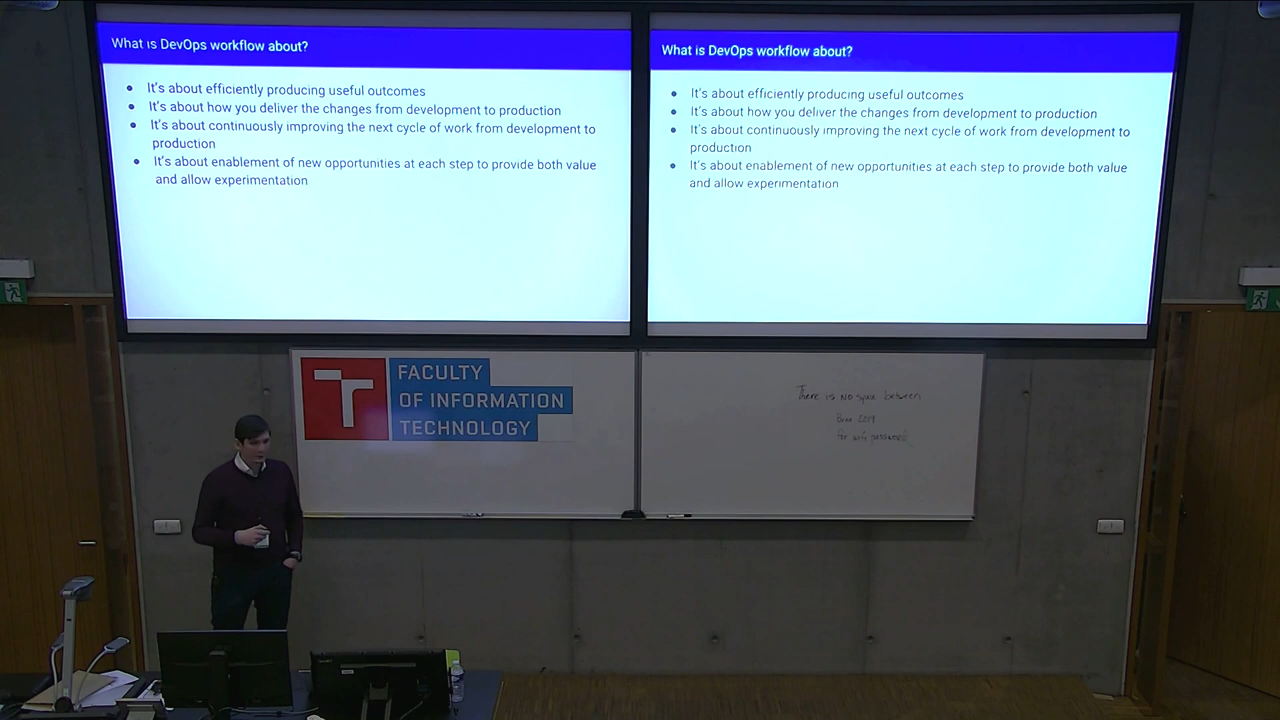 What is DevOps workflow about?
• It's about efficiently producing useful outcomes
• It's about how you deliver the changes from development to production
• It's about continuously improving the next cycle of work from development to
production
• It's about enablement of new opportunities at each step to provide both value
and allow experimentation
What is DevOps workflow about?
• It's about efficiently producing useful outcomes
• It's about how you deliver the changes from development to production
• It's about continuously improving the next cycle of work from development to
production
• It's about enablement of new opportunities at each step to provide both value
and allow experimentation
FACULTY
OF INFORMATION
TECHNOLOGY
There is NO space between
Brno 2019
for wifi password